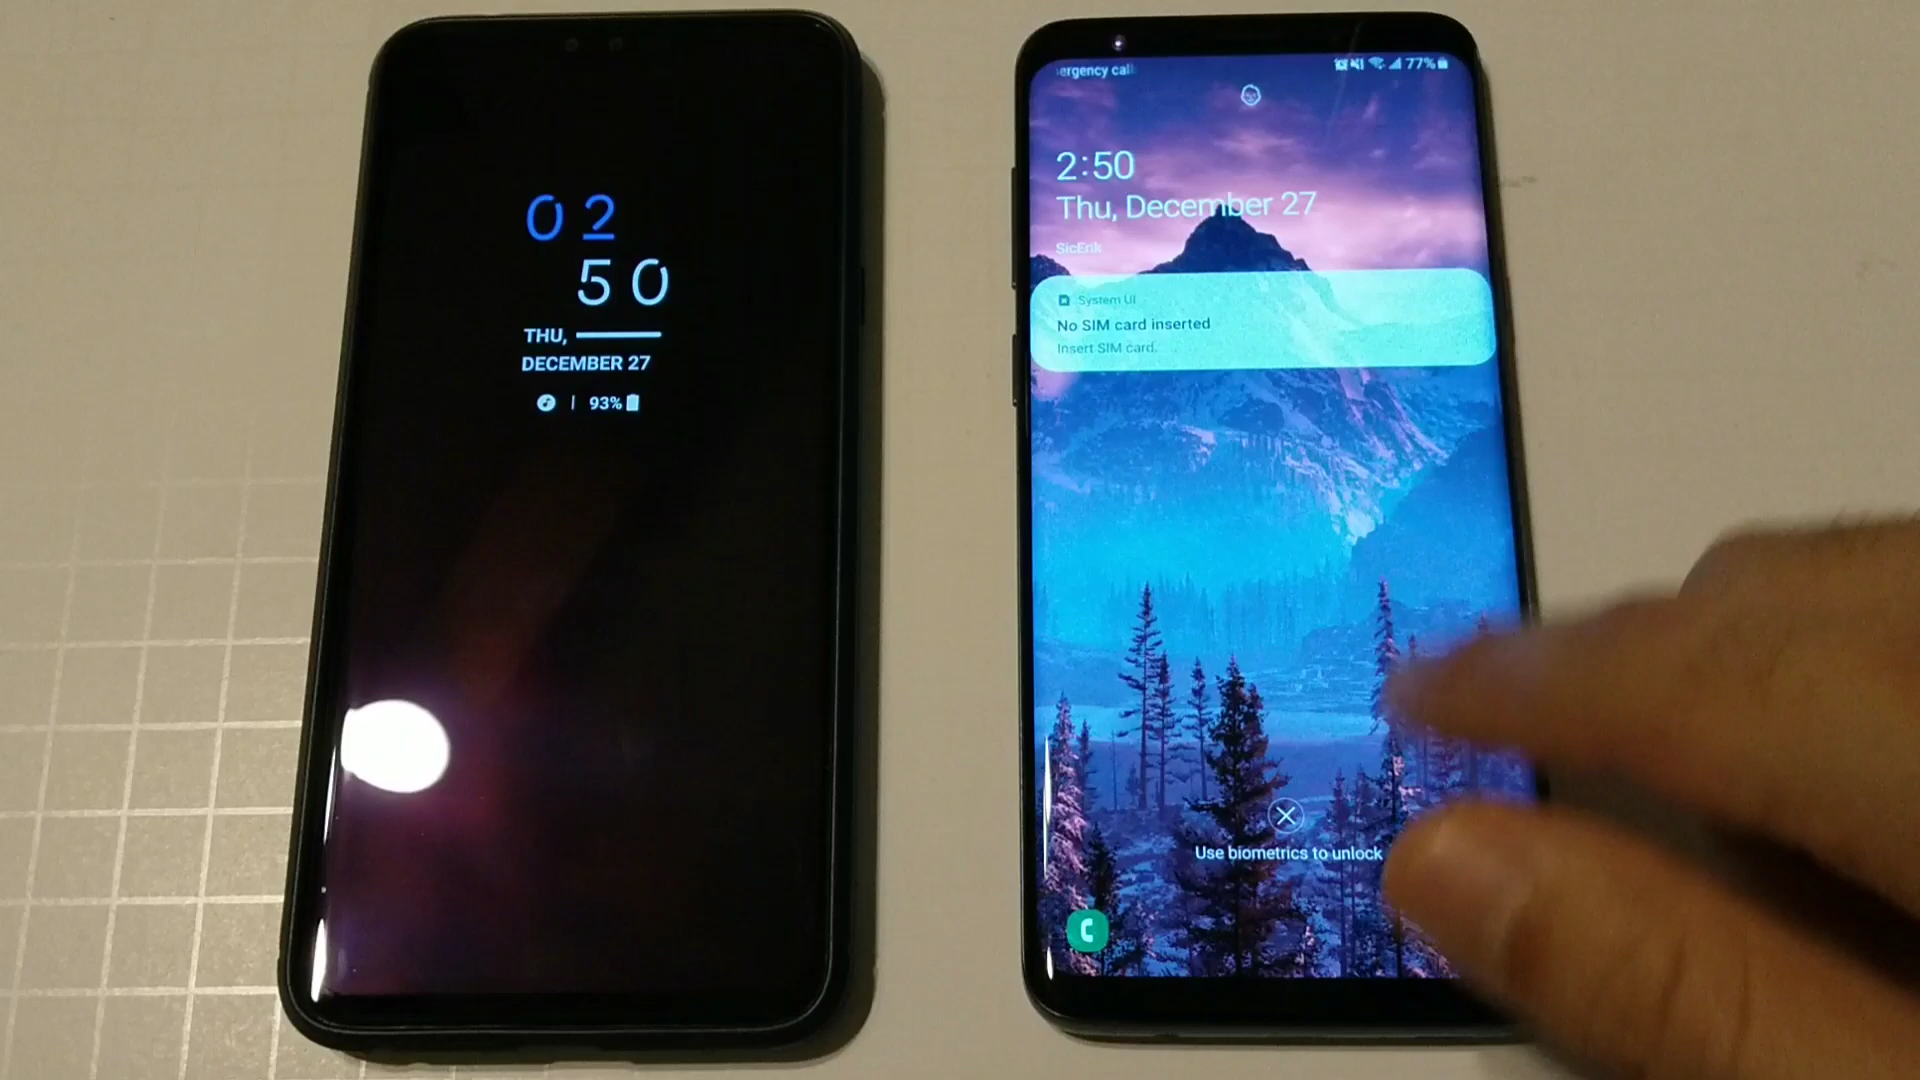 02
50
THU,
DECEMBER 27
93%
ergency call
77%
2:50
Thu, December 27
SicErik
System UI
No SIM card inserted
Insert SIM card.
Use biometrics to unlock